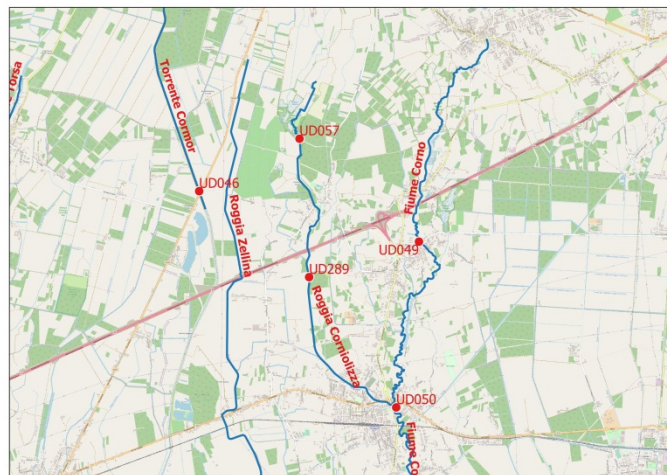 Torsa
Torrente Cormor
UD057
UD046
Roggia Zellina
Fiume Corno
UD049
UD289
Roggia Corniolizza
UD050
Fiume Co